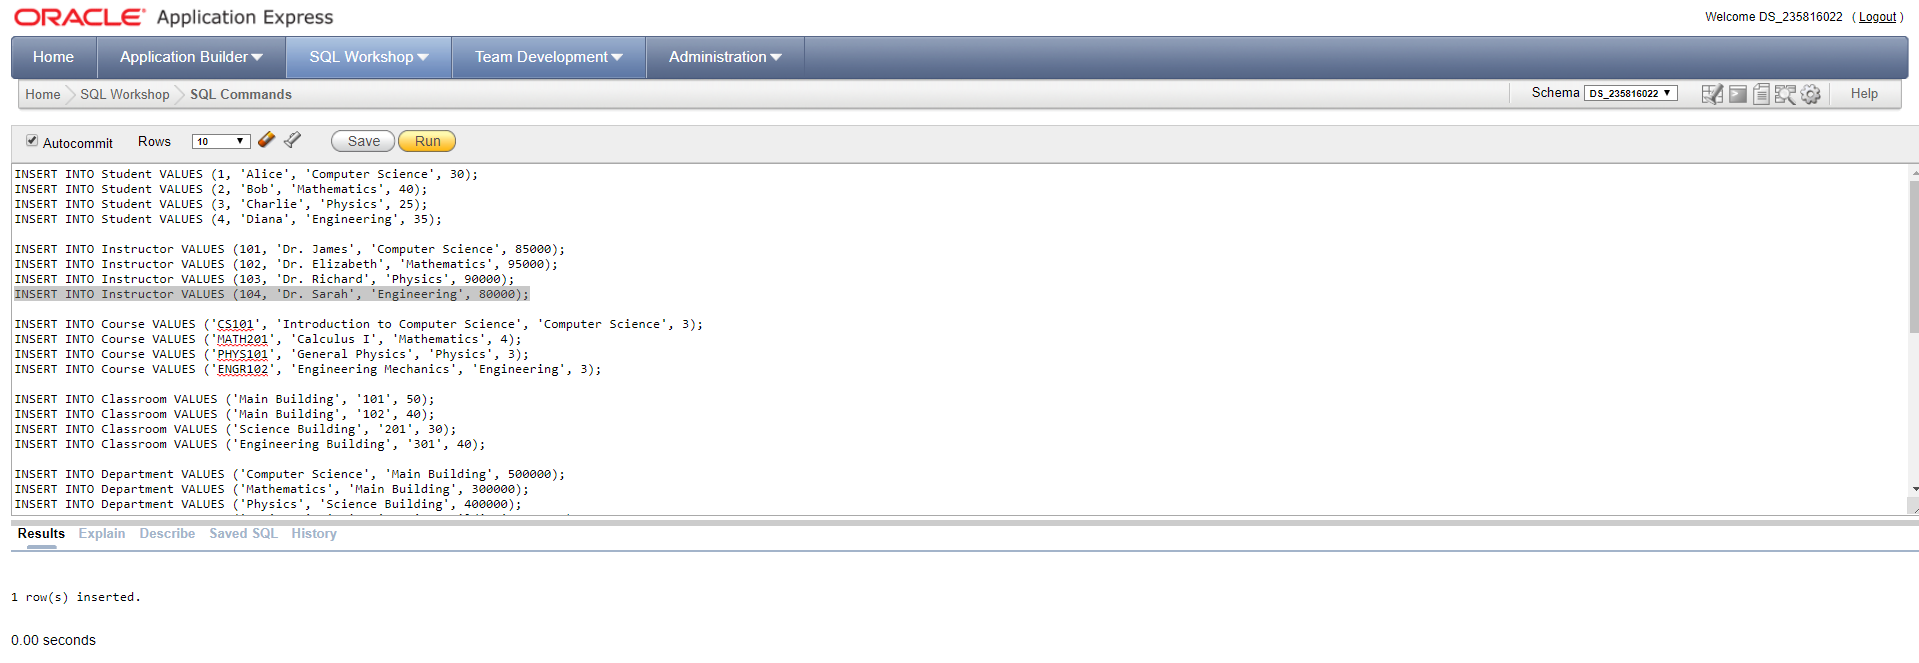 ORACLE Application Express
Welcome DS_235816022 ( Logout )
Home Application Builder SQL Workshop Team Development Administration
Home SQL Workshop SQL Commands Schema DS_235816022 Help
Autocommit Rows 10 Save Run
INSERT INTO Student VALUES (1, 'Alice', 'Computer Science', 30);
INSERT INTO Student VALUES (2, 'Bob', 'Mathematics', 40);
INSERT INTO Student VALUES (3, 'Charlie', 'Physics', 25);
INSERT INTO Student VALUES (4, 'Diana', 'Engineering', 35);
INSERT INTO Instructor VALUES (101, 'Dr. James', 'Computer Science', 85000);
INSERT INTO Instructor VALUES (102, 'Dr. Elizabeth', 'Mathematics', 95000);
INSERT INTO Instructor VALUES (103, 'Dr. Richard', 'Physics', 90000);
INSERT INTO Instructor VALUES (104, 'Dr. Sarah', 'Engineering', 80000);
INSERT INTO Course VALUES ('CS101', 'Introduction to Computer Science', 'Computer Science', 3);
INSERT INTO Course VALUES ('MATH201', 'Calculus I', 'Mathematics', 4);
INSERT INTO Course VALUES ('PHYS101', 'General Physics', 'Physics', 3);
INSERT INTO Course VALUES ('ENGR102', 'Engineering Mechanics', 'Engineering', 3);
INSERT INTO Classroom VALUES ('Main Building', '101', 50);
INSERT INTO Classroom VALUES ('Main Building', '102', 40);
INSERT INTO Classroom VALUES ('Science Building', '201', 30);
INSERT INTO Classroom VALUES ('Engineering Building', '301', 40);
INSERT INTO Department VALUES ('Computer Science', 'Main Building', 500000);
INSERT INTO Department VALUES ('Mathematics', 'Main Building', 300000);
INSERT INTO Department VALUES ('Physics', 'Science Building', 400000);
Results Explain Describe Saved SQL History
1 row(s) inserted.
0.00 seconds